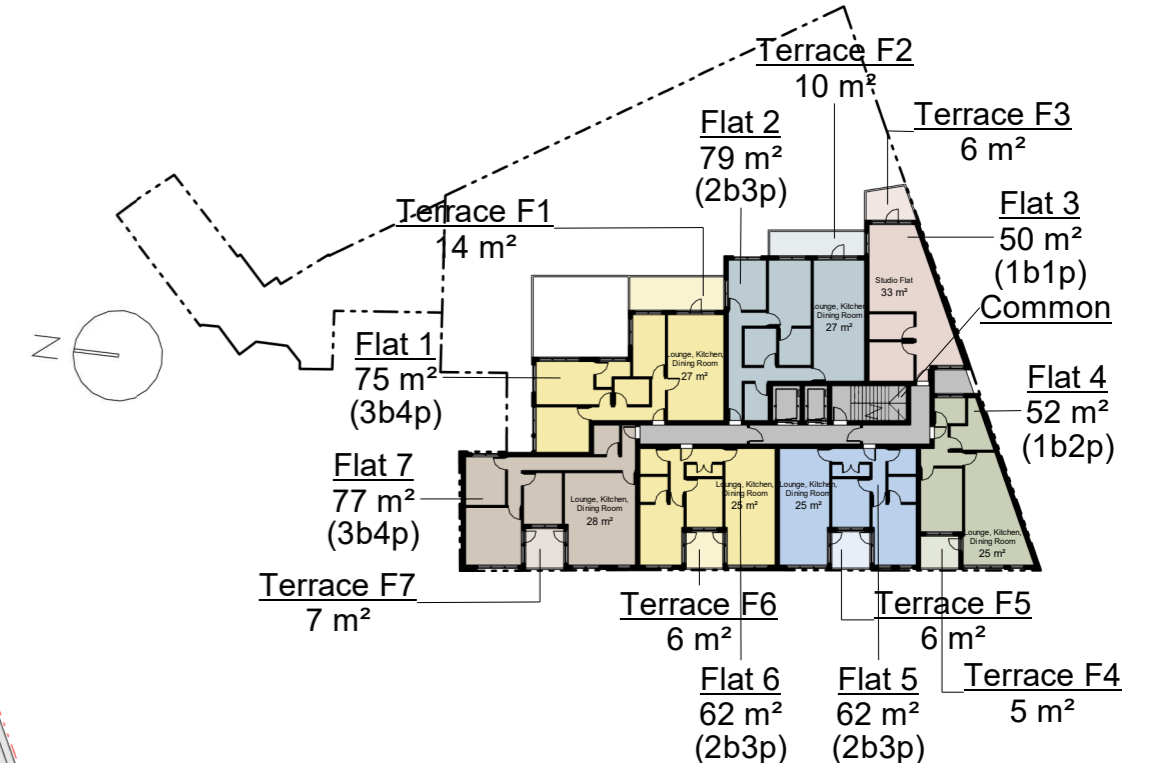 Terrace F2
10 m²
Terrace F3
6 m²
Flat 2
79 m²
(2b3p)
Terrace F1
14 m²
Flat 3
50 m²
(1b1p)
Studio Flat
33 m²
Common
Lounge, Kitchen,
Dining Room
27 m²
N
Flat 1
75 m²
(3b4p)
Lounge, Kitchen,
Dining Room
27 m²
Flat 4
52 m²
(1b2p)
Flat 7
77 m²
(3b4p)
Lounge, Kitchen,
Dining Room
28 m²
Lounge, Kitchen,
Dining Room
25 m²
Lounge, Kitchen,
Dining Room
25 m²
Lounge, Kitchen,
Dining Room
25 m²
Terrace F7
7 m²
Terrace F6
6 m²
Terrace F5
6 m²
Flat 6
62 m²
(2b3p)
Flat 5
62 m²
(2b3p)
Terrace F4
5 m²